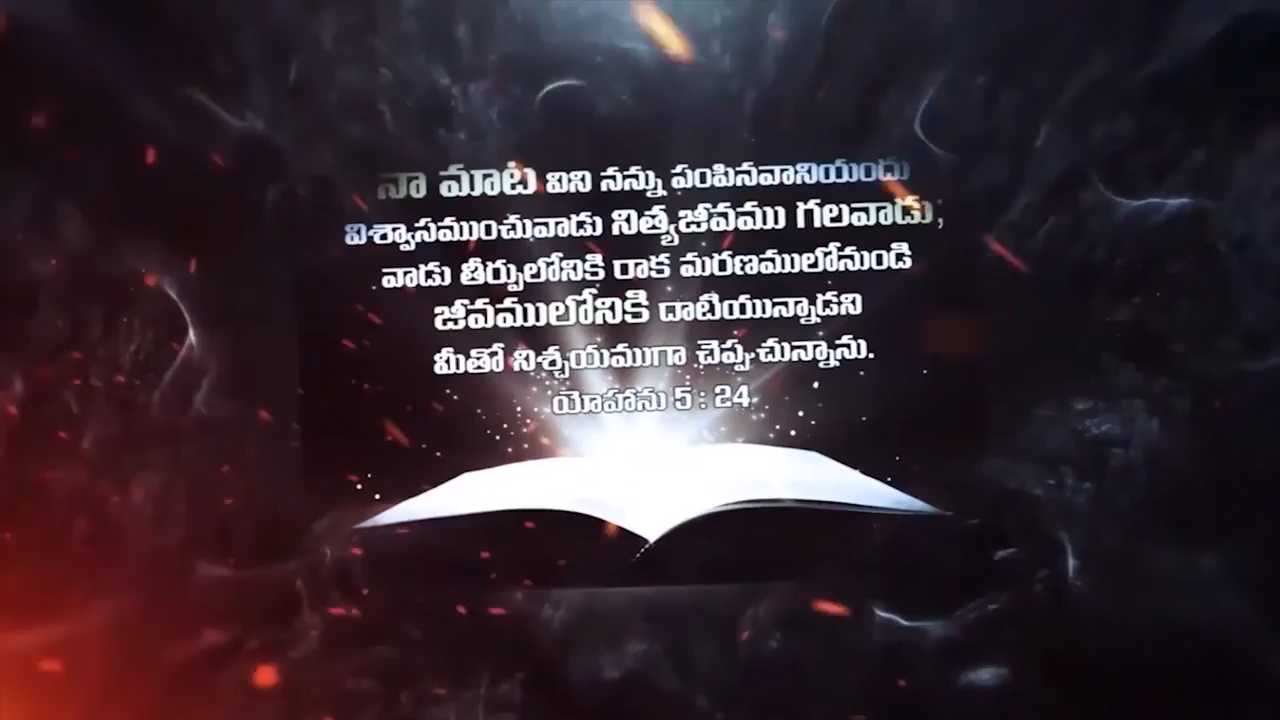 నా మాట విని నన్ను పంపినవానియందు
విశ్వాసముంచువాడు నిత్యజీవము గలవాడు;
వాడు తీర్పులోనికి రాక మరణములోనుండి
జీవములోనికి దాటియున్నాడని
మీతో నిశ్చయముగా చెప్పుచున్నాను.
యోహాను 5 : 24